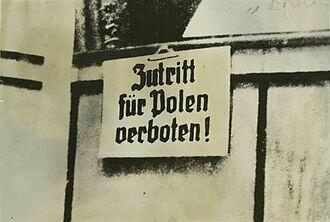 Zutritt
für Polen
verboten!